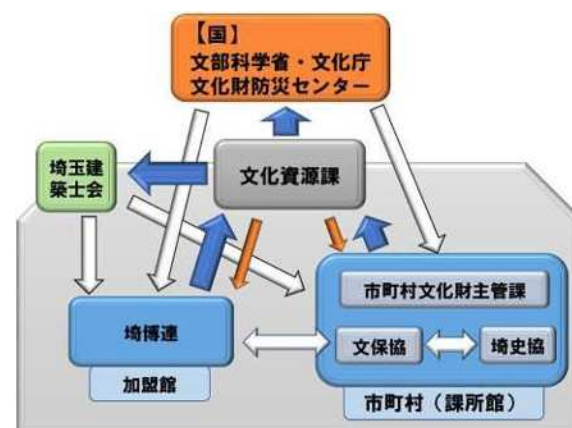 【国】
文部科学省・文化庁
文化財防災センター
埼玉建
築士会
文化資源課
市町村文化財主管課
埼博連
文保協
埼史協
加盟館
市町村（課所館）